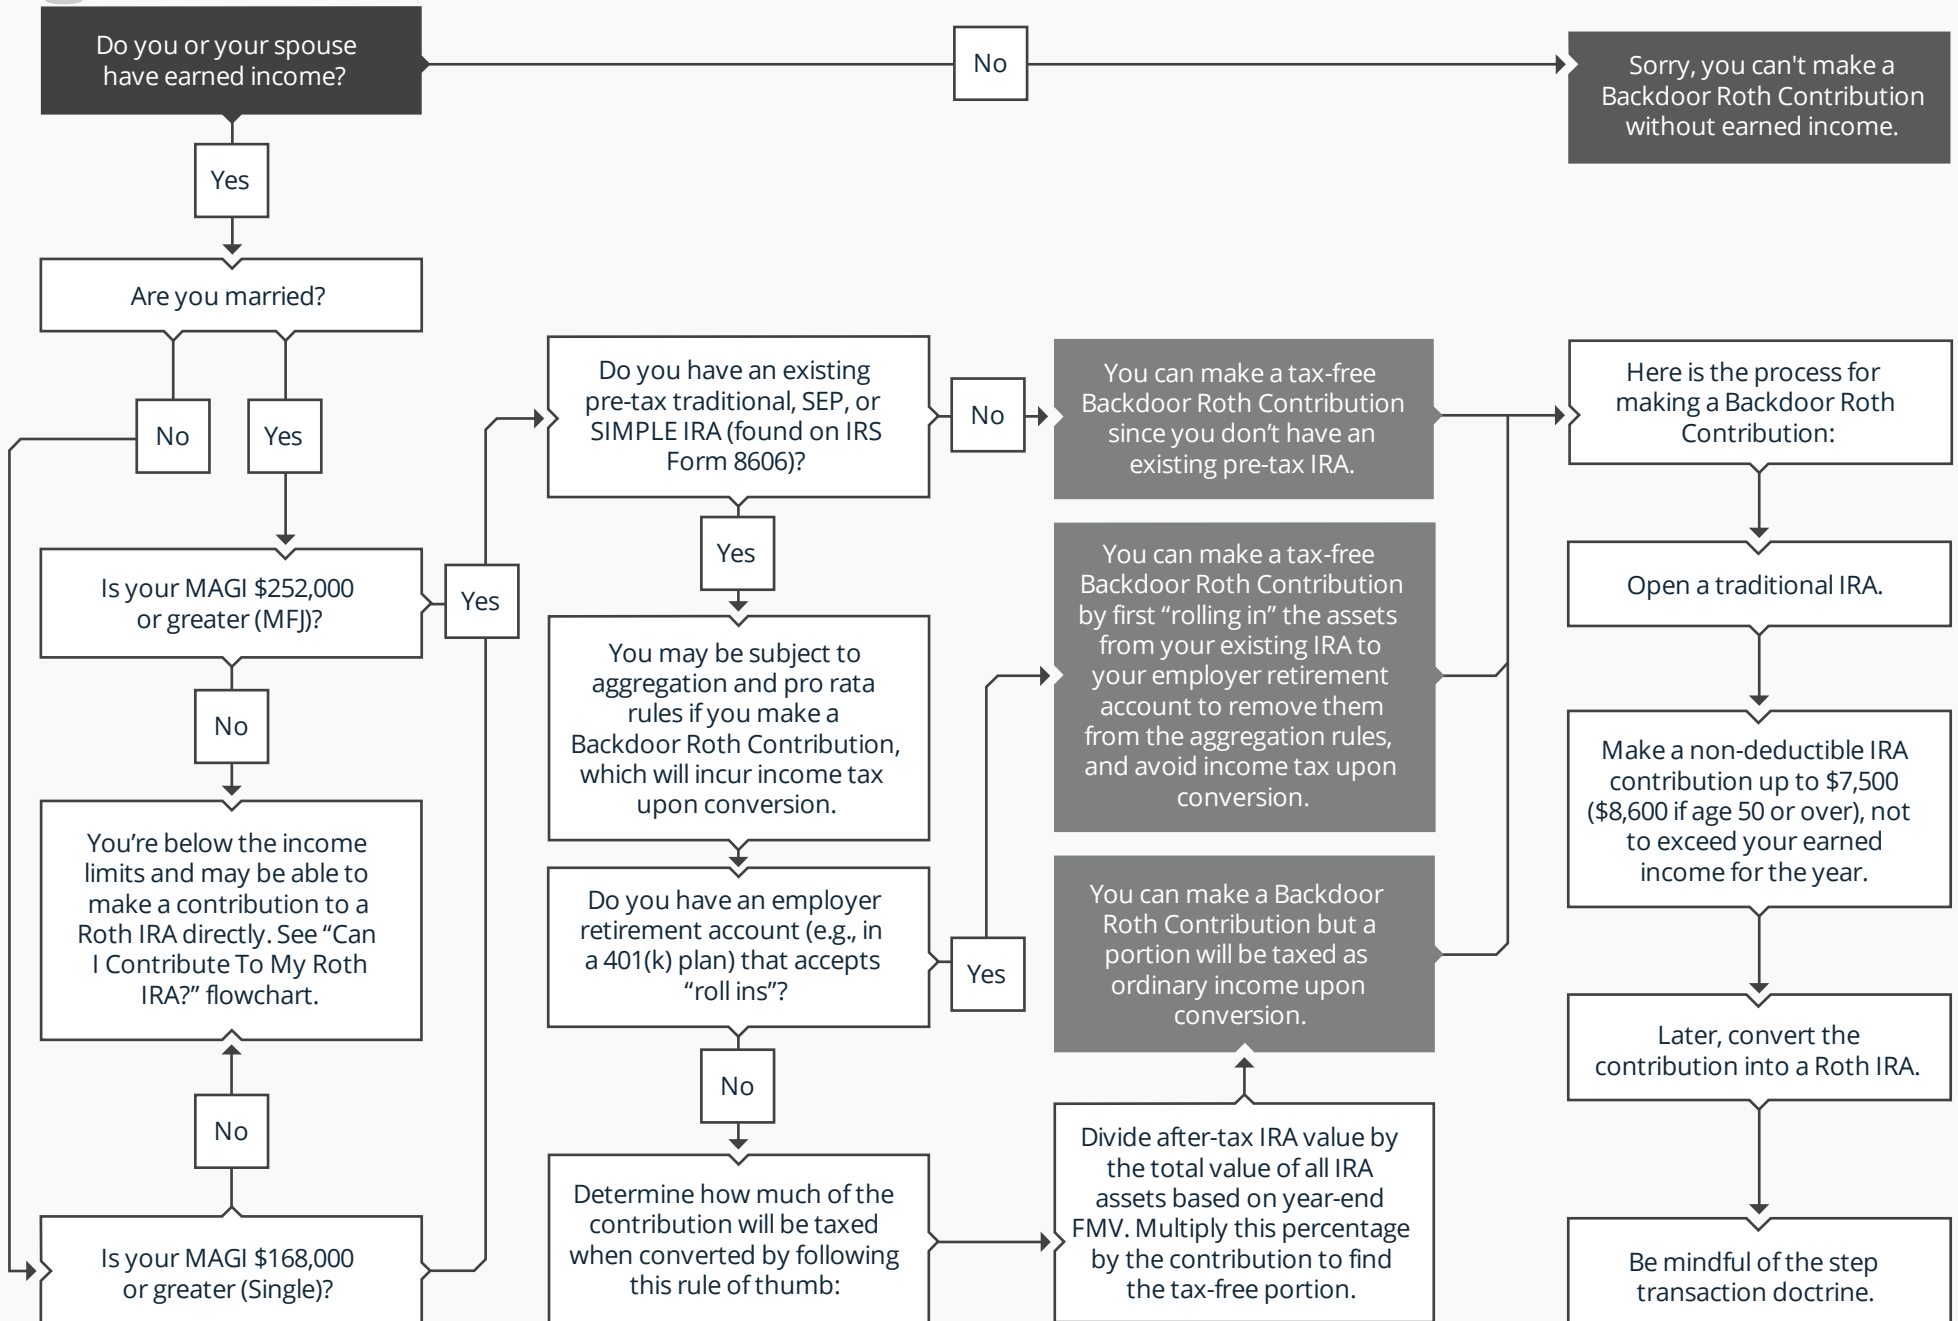 Do you or your spouse
have earned income?
No
Sorry, you can't make a
Backdoor Roth Contribution
without earned income.
Yes
Are you married?
No
Yes
Is your MAGI $252,000
or greater (MFJ)?
Yes
No
You’re below the income
limits and may be able to
make a contribution to a
Roth IRA directly. See “Can
I Contribute To My Roth
IRA?” flowchart.
No
Is your MAGI $168,000
or greater (Single)?
Do you have an existing
pre-tax traditional, SEP, or
SIMPLE IRA (found on IRS
Form 8606)?
No
Yes
You may be subject to
aggregation and pro rata
rules if you make a
Backdoor Roth Contribution,
which will incur income tax
upon conversion.
Do you have an employer
retirement account (e.g., in
a 401(k) plan) that accepts
“roll ins”?
Yes
No
Determine how much of the
contribution will be taxed
when converted by following
this rule of thumb:
You can make a tax-free
Backdoor Roth Contribution
since you don’t have an
existing pre-tax IRA.
You can make a tax-free
Backdoor Roth Contribution
by first “rolling in” the assets
from your existing IRA to
your employer retirement
account to remove them
from the aggregation rules,
and avoid income tax upon
conversion.
You can make a Backdoor
Roth Contribution but a
portion will be taxed as
ordinary income upon
conversion.
Divide after-tax IRA value by
the total value of all IRA
assets based on year-end
FMV. Multiply this percentage
by the contribution to find
the tax-free portion.
Here is the process for
making a Backdoor Roth
Contribution:
Open a traditional IRA.
Make a non-deductible IRA
contribution up to $7,500
($8,600 if age 50 or over), not
to exceed your earned
income for the year.
Later, convert the
contribution into a Roth IRA.
Be mindful of the step
transaction doctrine.